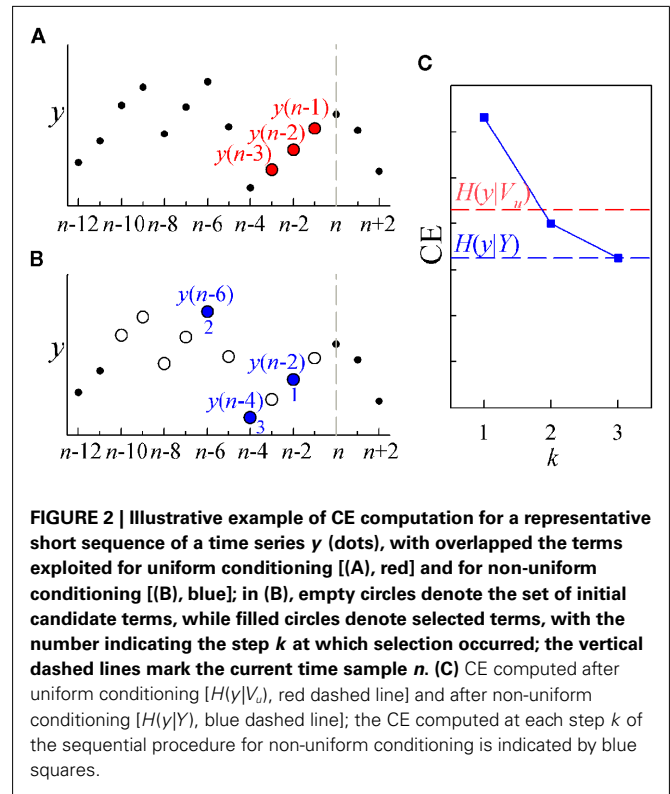 A
y
y(n-1)
y(n-2)
y(n-3)
n-12 n-10 n-8 n-6 n-4 n-2 n n+2
B
y
y(n-6)
2
y(n-2)
1
y(n-4)
3
n-12 n-10 n-8 n-6 n-4 n-2 n n+2
C
CE
H(y|Vu)
H(y|Y)
1 2 3
k
FIGURE 2 | Illustrative example of CE computation for a representative
short sequence of a time series y (dots), with overlapped the terms
exploited for uniform conditioning [(A), red] and for non-uniform
conditioning [(B), blue]; in (B), empty circles denote the set of initial
candidate terms, while filled circles denote selected terms, with the
number indicating the step k at which selection occurred; the vertical
dashed lines mark the current time sample n. (C) CE computed after
uniform conditioning [H(y|Vu), red dashed line] and after non-uniform
conditioning [H(y|Y), blue dashed line]; the CE computed at each step k of
the sequential procedure for non-uniform conditioning is indicated by blue
squares.